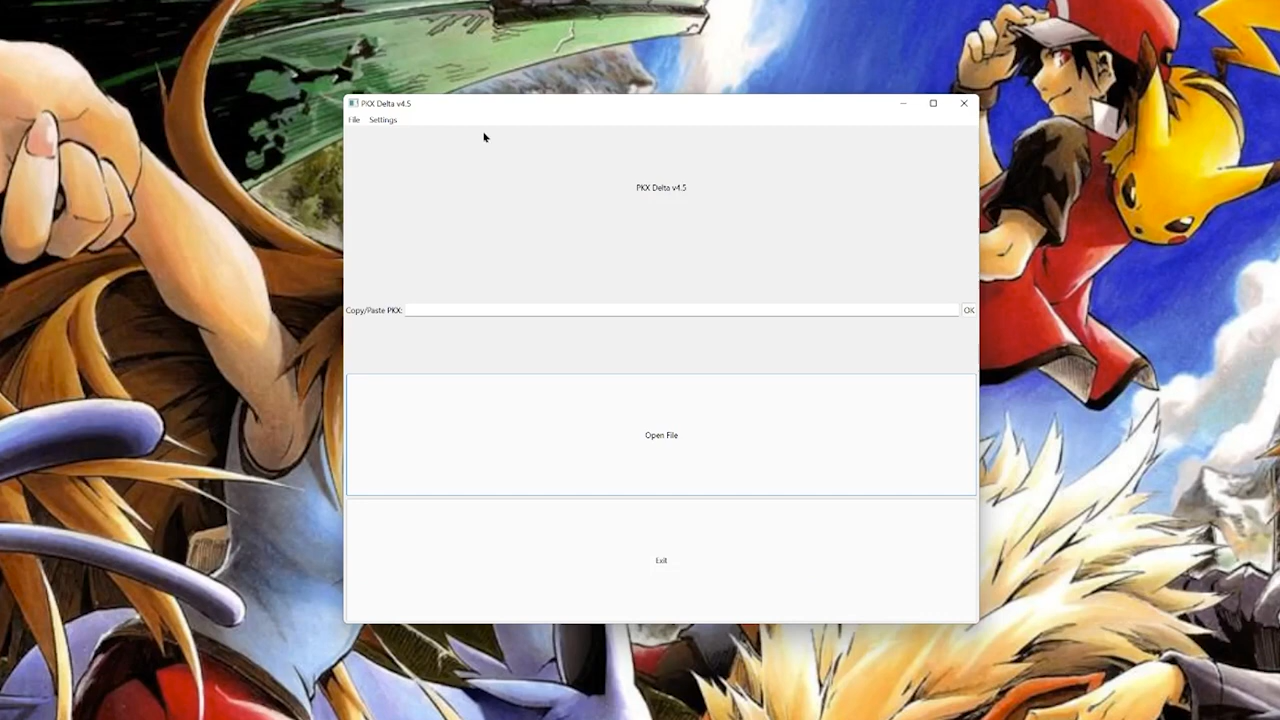 PKX Delta v4.5
File Settings
PKX Delta v4.5
Copy/Paste PKX: OK
Open File
Exit